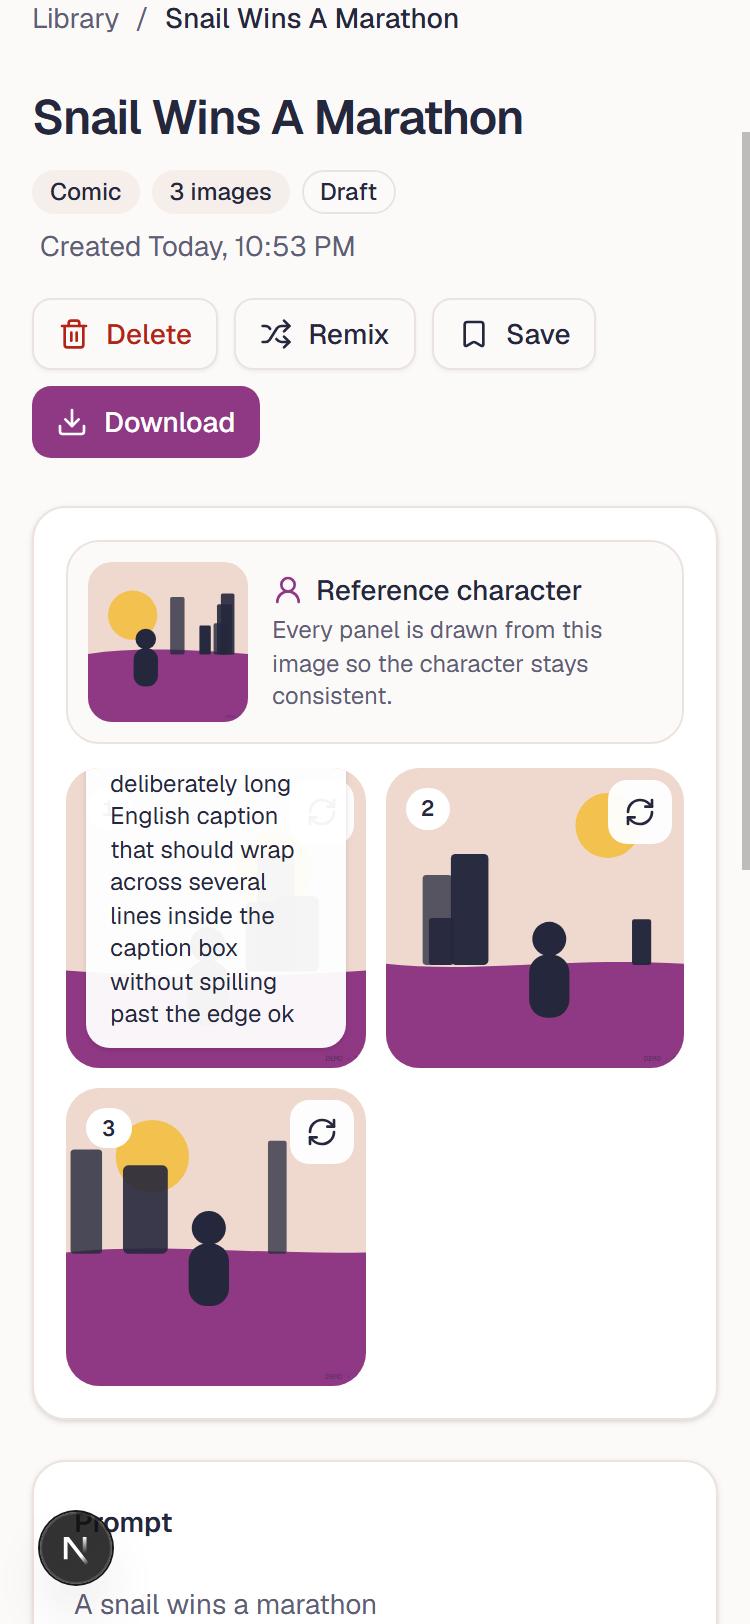 Library / Snail Wins A Marathon
Snail Wins A Marathon
Comic 3 images Draft
Created Today, 10:53 PM
Delete Remix Save
Download
Reference character
Every panel is drawn from this
image so the character stays
consistent.
deliberately long
English caption
that should wrap
across several
lines inside the
caption box
without spilling
past the edge ok
DEMO
2
DEMO
3
DEMO
Prompt
A snail wins a marathon